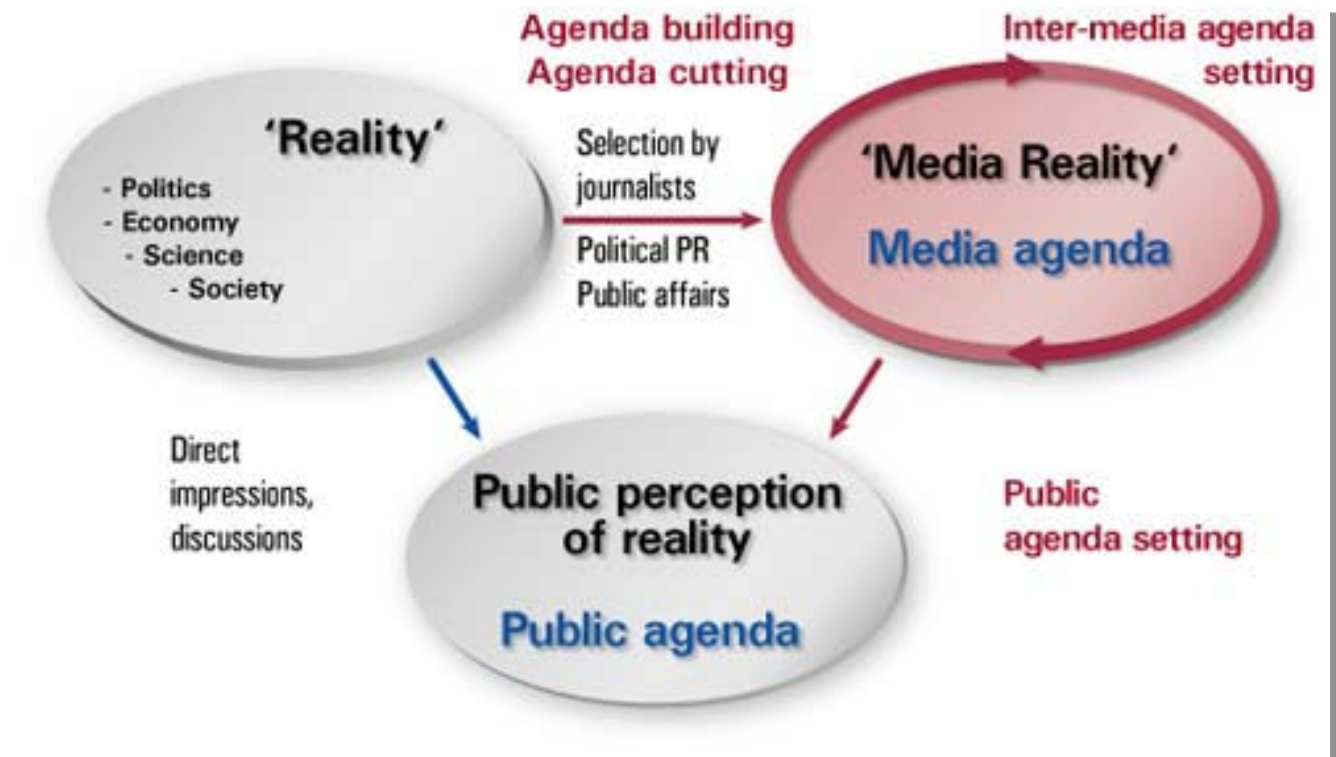 Agenda building
Agenda cutting
Inter-media agenda
setting
‘Reality‘
- Politics
- Economy
- Science
- Society
Selection by
journalists
Political PR
Public affairs
‘Media Reality‘
Media agenda
Direct
impressions,
discussions
Public perception
of reality
Public agenda
Public
agenda setting